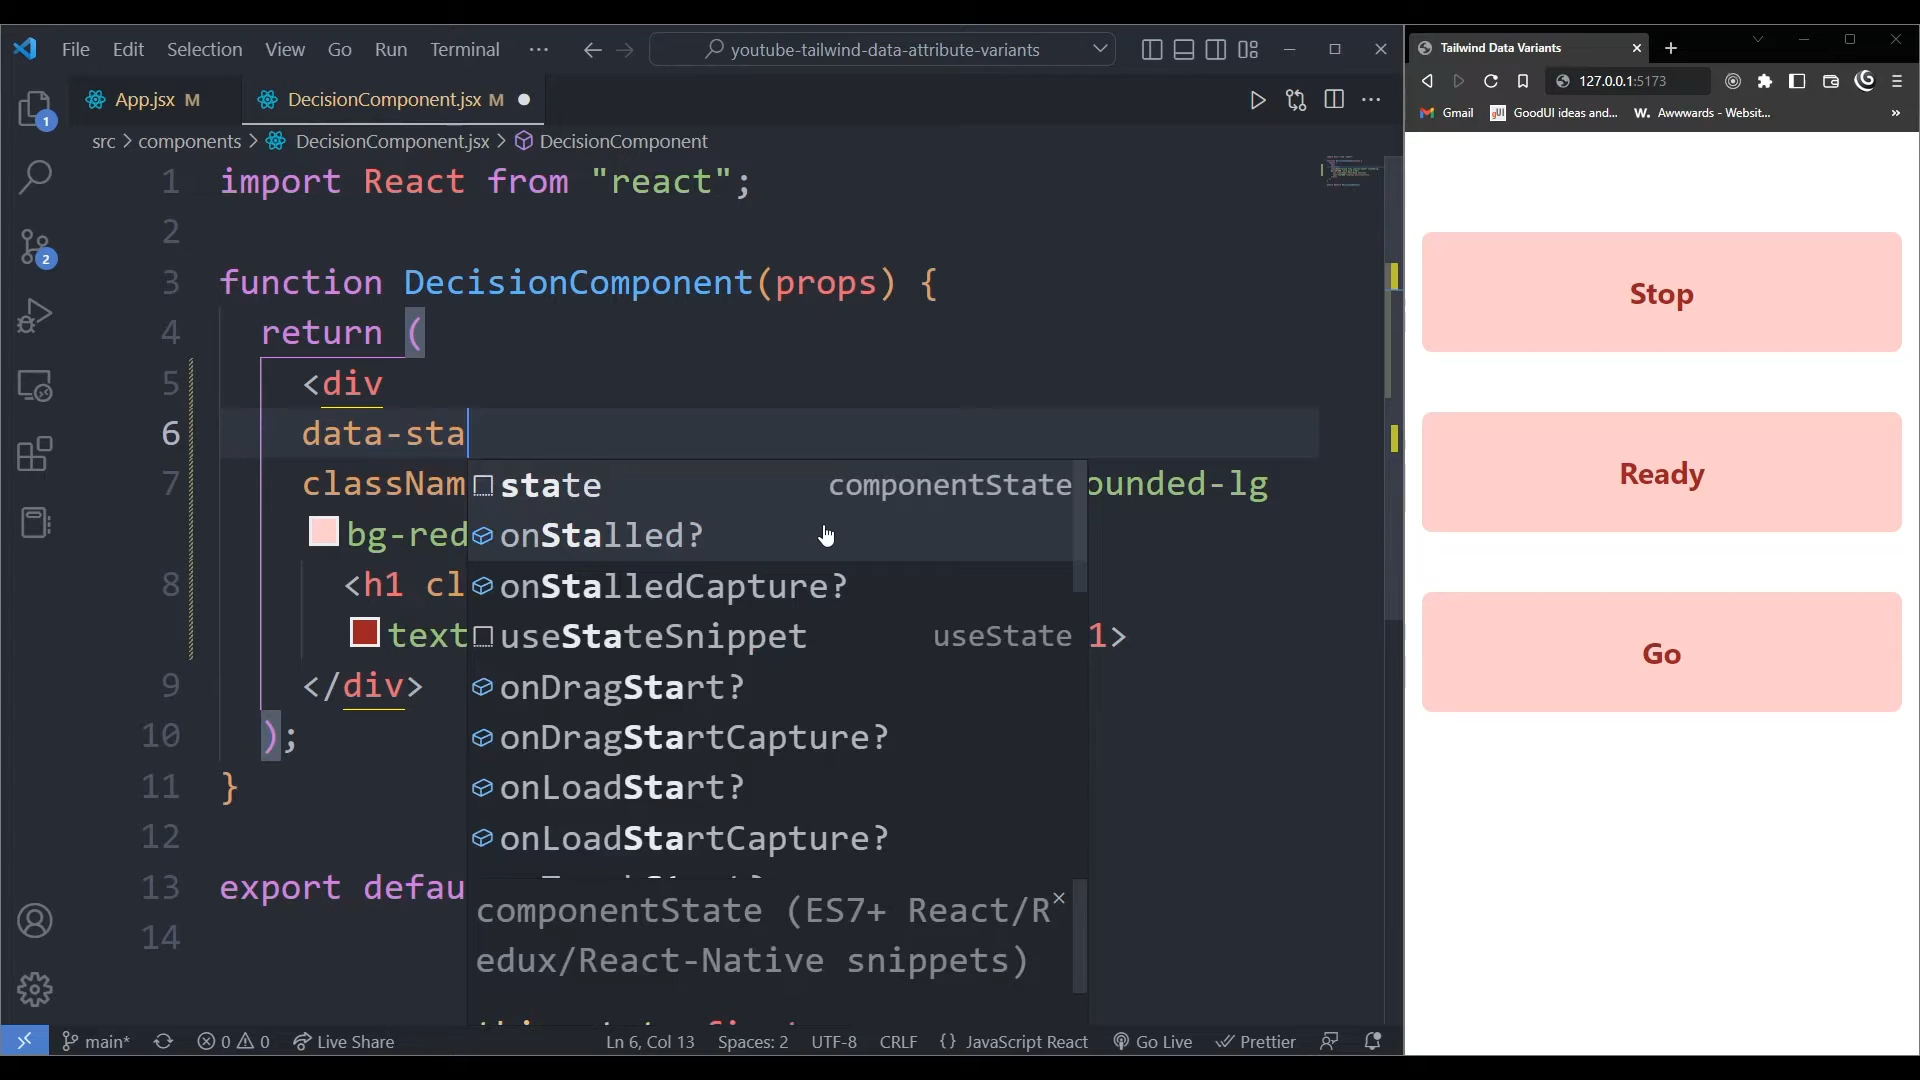 File Edit Selection View Go Run Terminal ··· youtube-tailwind-data-attribute-variants
App.jsx M DecisionComponent.jsx M
src > components > DecisionComponent.jsx > DecisionComponent
1 import React from "react";
2
3 function DecisionComponent(props) {
4 return (
5 <div
6 data-sta
7 classNam ounded-lg
bg-red
8 <h1 cl
text 1>
9 </div>
10 );
11 }
12
13 export defau
14
state componentState
onStalled?
onStalledCapture?
useStateSnippet useState
onDragStart?
onDragStartCapture?
onLoadStart?
onLoadStartCapture?
componentState (ES7+ React/R
edux/React-Native snippets)
1
2
main* 0 0 Live Share Ln 6, Col 13 Spaces: 2 UTF-8 CRLF {} JavaScript React Go Live Prettier
Tailwind Data Variants
127.0.0.1:5173
Gmail gUI GoodUI ideas and... W. Awwwards - Websit... »
Stop
Ready
Go